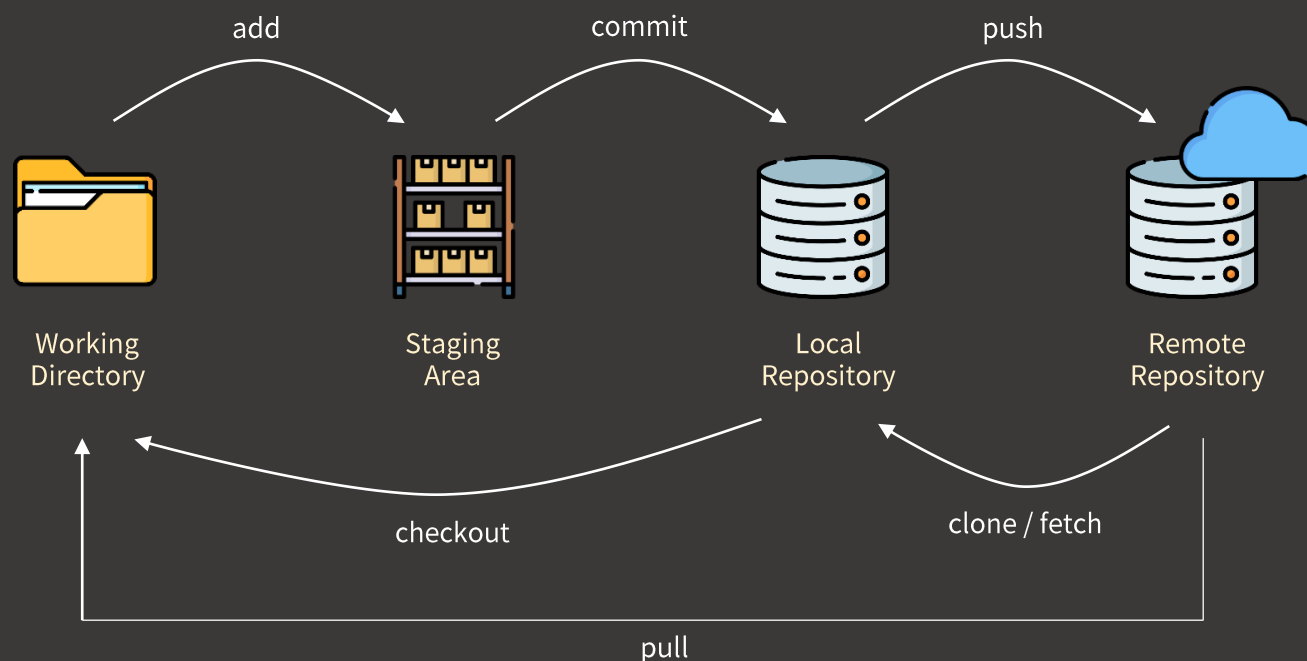 add
commit
push
Working
Directory
Staging
Area
Local
Repository
Remote
Repository
checkout
clone / fetch
pull